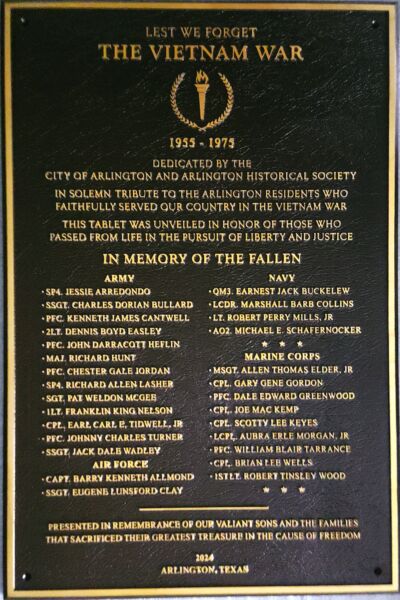 LEST WE FORGET
THE VIETNAM WAR
1955 - 1975
DEDICATED BY THE
CITY OF ARLINGTON AND ARLINGTON HISTORICAL SOCIETY
IN SOLEMN TRIBUTE TO THE ARLINGTON RESIDENTS WHO
FAITHFULLY SERVED OUR COUNTRY IN THE VIETNAM WAR
THIS TABLET WAS UNVEILED IN HONOR OF THOSE WHO
PASSED FROM LIFE IN THE PURSUIT OF LIBERTY AND JUSTICE
IN MEMORY OF THE FALLEN
ARMY
• SP4. JESSIE ARREDONDO
• SSGT. CHARLES DORIAN BULLARD
• PFC. KENNETH JAMES CANTWELL
• 2LT. DENNIS BOYD EASLEY
• PFC. JOHN DARRACOTT HEFLIN
• MAJ. RICHARD HUNT
• PFC. CHESTER GALE JORDAN
• SP4. RICHARD ALLEN LASHER
• SGT. PAT WELDON MCGEE
• 1LT. FRANKLIN KING NELSON
• CPL. EARL CARL E. TIDWELL, JR
• PFC. JOHNNY CHARLES TURNER
• SSGT. JACK DALE WADLEY
AIR FORCE
• CAPT. BARRY KENNETH ALLMOND
• SSGT. EUGENE LUNSFORD CLAY
NAVY
• QM3. EARNEST JACK BUCKELEW
• LCDR. MARSHALL BARB COLLINS
• LT. ROBERT PERRY MILLS, JR
• AO2. MICHAEL E. SCHAFERNOCKER
★ ★ ★
MARINE CORPS
• MSGT. ALLEN THOMAS ELDER, JR
• CPL. GARY GENE GORDON
• PFC. DALE EDWARD GREENWOOD
• CPL. JOE MAC KEMP
• CPL. SCOTTY LEE KEYES
• LCPL. AUBRA ERLE MORGAN, JR
• PFC. WILLIAM BLAIR TARRANCE
• CPL. BRIAN LEE WELLS
• 1STLT. ROBERT TINSLEY WOOD
★ ★ ★
PRESENTED IN REMEMBRANCE OF OUR VALIANT SONS AND THE FAMILIES
THAT SACRIFICED THEIR GREATEST TREASURE IN THE CAUSE OF FREEDOM
2024
ARLINGTON, TEXAS